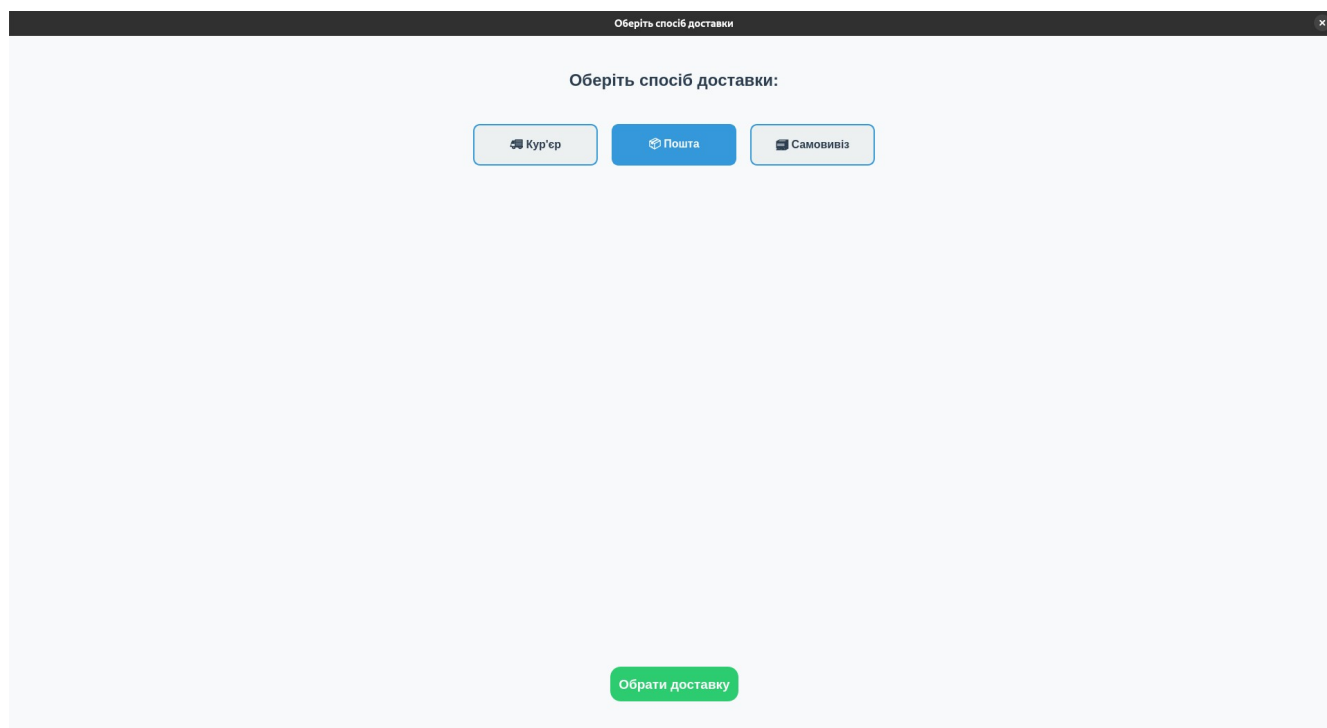 Оберіть спосіб доставки
Оберіть спосіб доставки:
Кур'єр
Пошта
Самовивіз
Обрати доставку